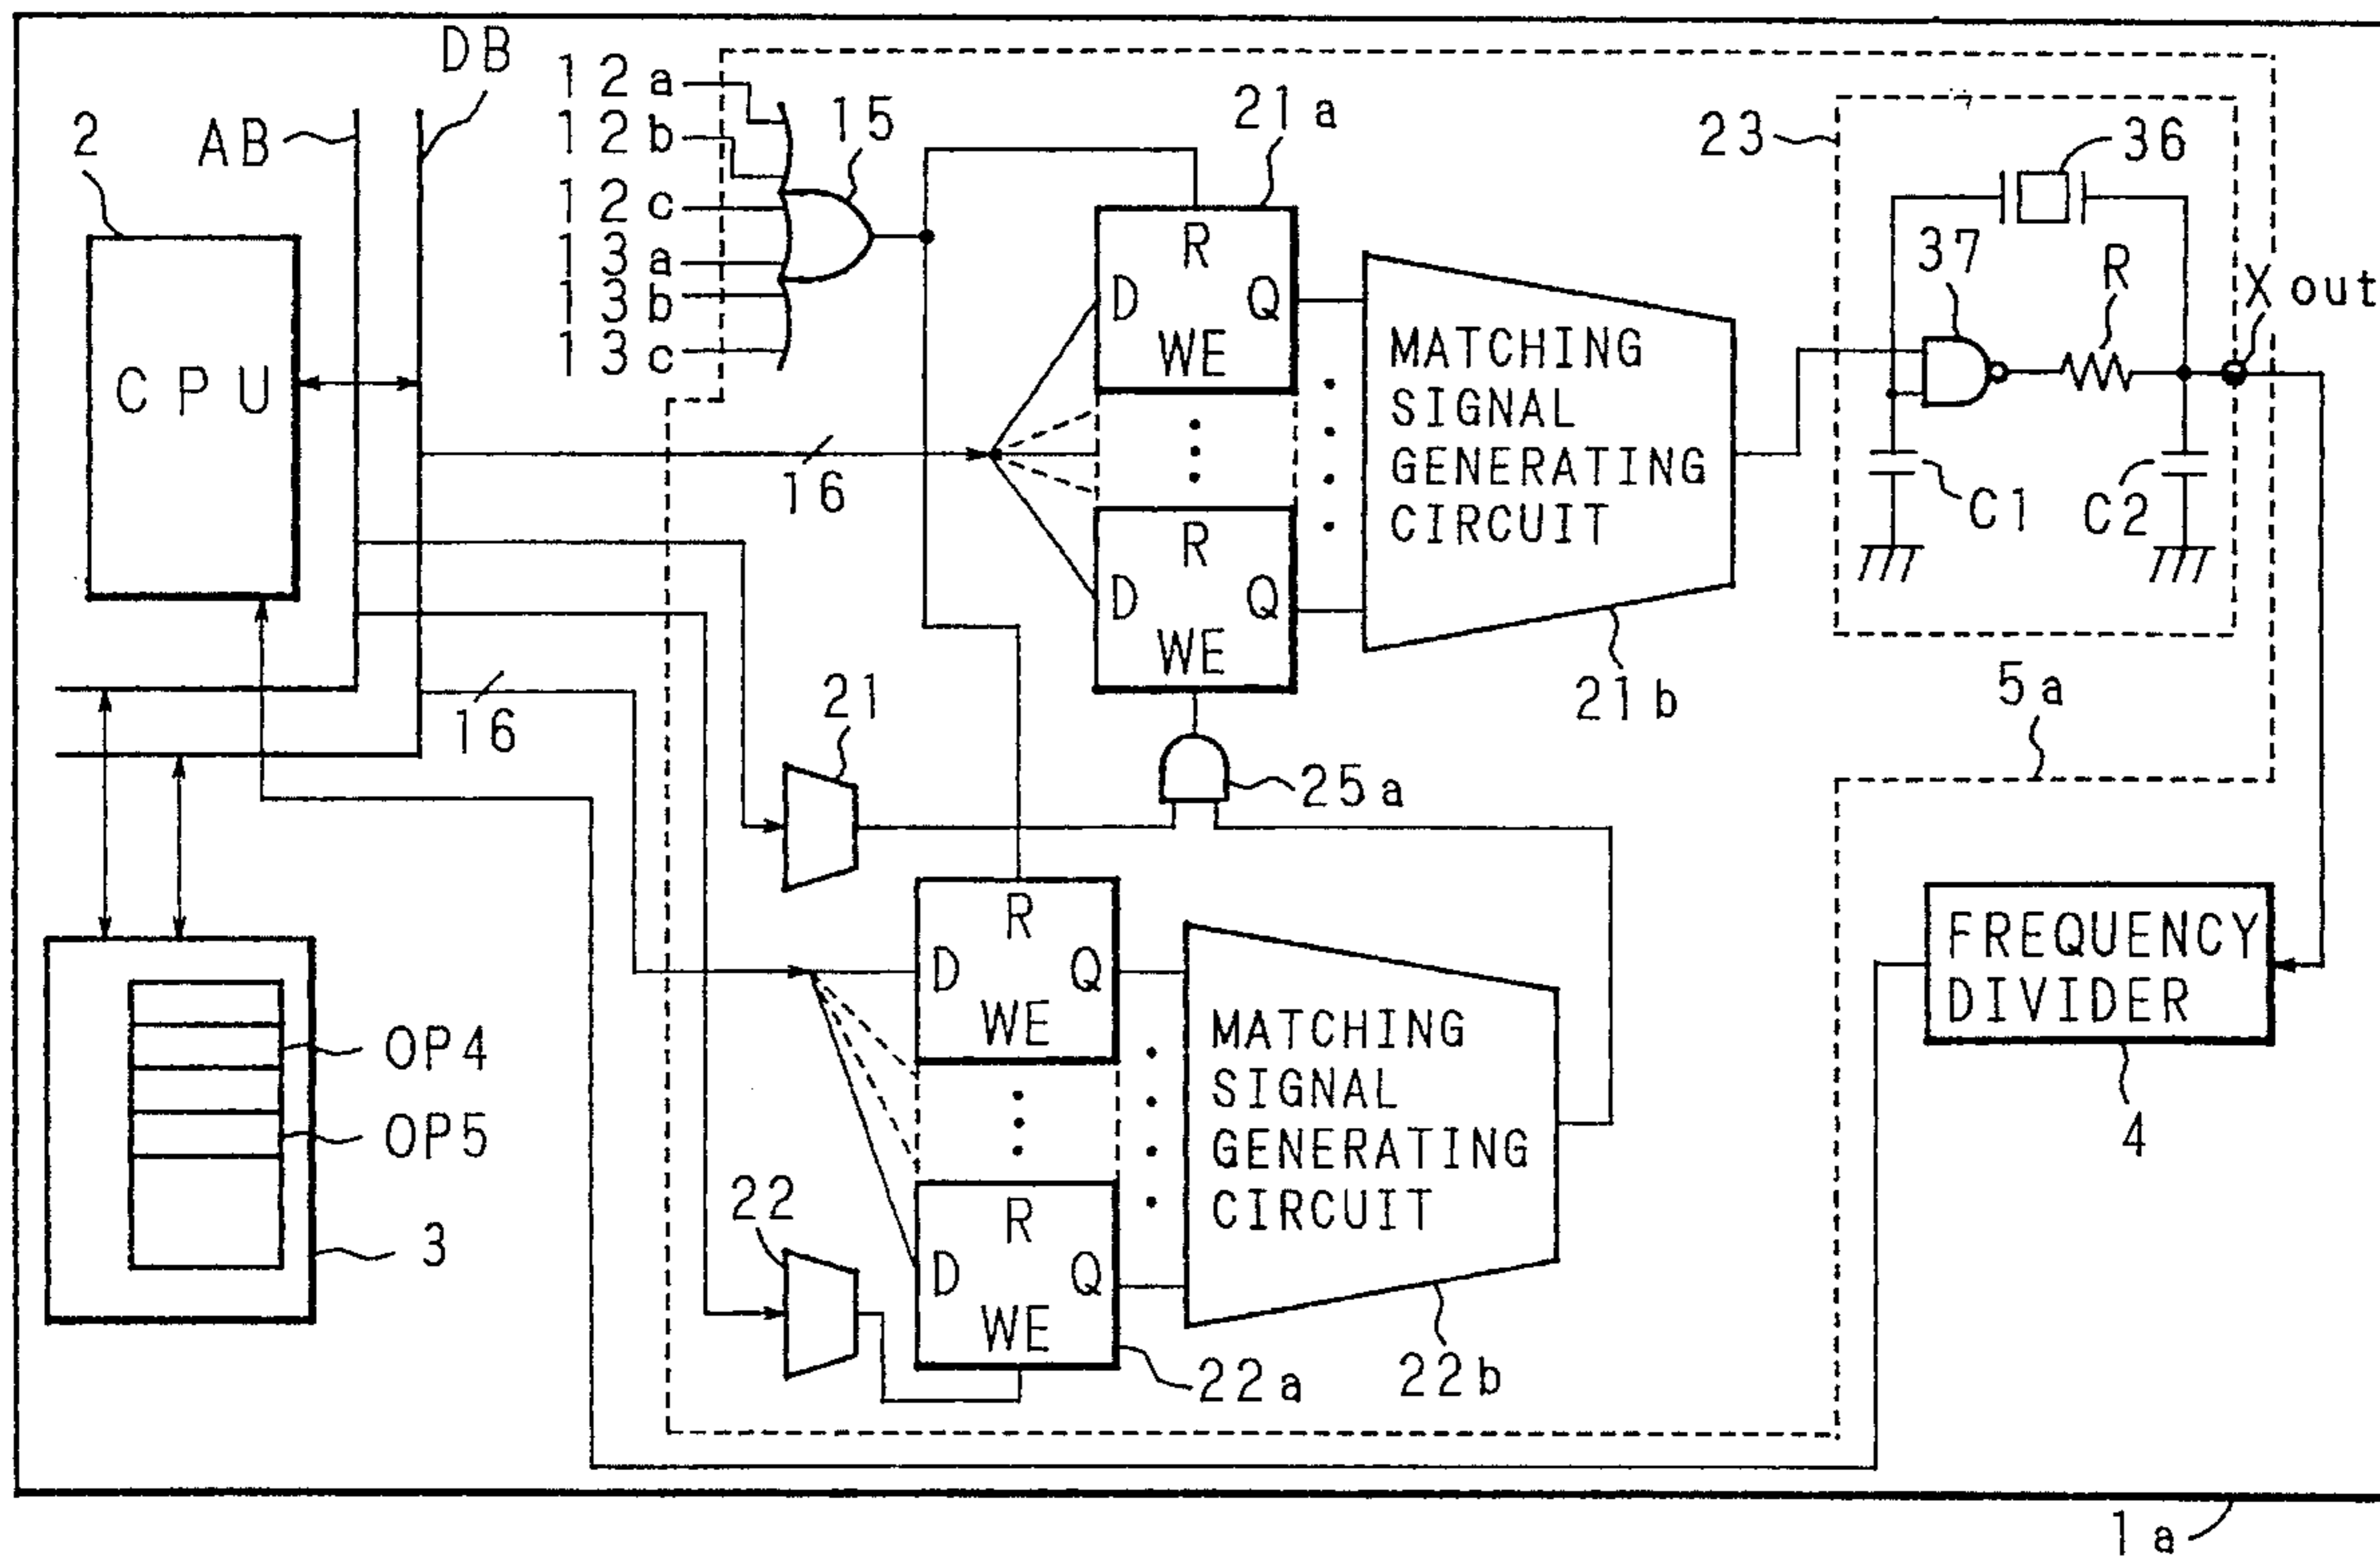 DB
AB
2
CPU
12a
12b
12c
13a
13b
13c
15
16
16
21a
R
D
Q
WE
R
D
Q
WE
MATCHING
SIGNAL
GENERATING
CIRCUIT
21b
23
36
37
R
X out
C1
C2
5a
21
25a
R
D
Q
WE
R
D
Q
WE
MATCHING
SIGNAL
GENERATING
CIRCUIT
22
22a
22b
FREQUENCY
DIVIDER
4
OP4
OP5
3
1a